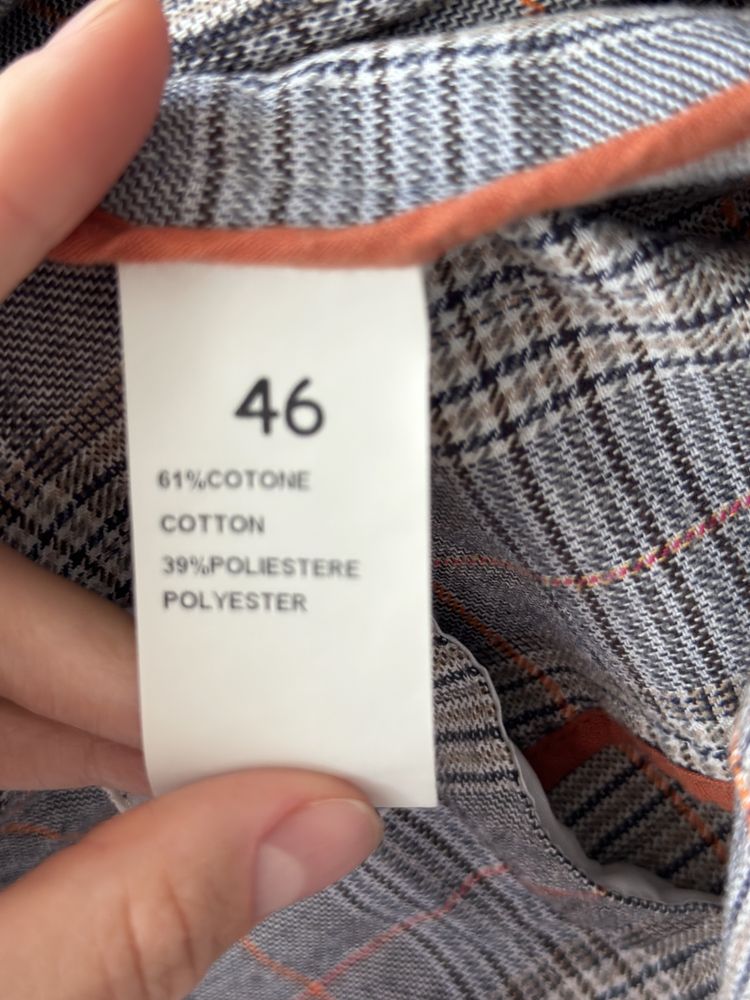 46
61%COTONE
COTTON
39%POLIESTERE
POLYESTER